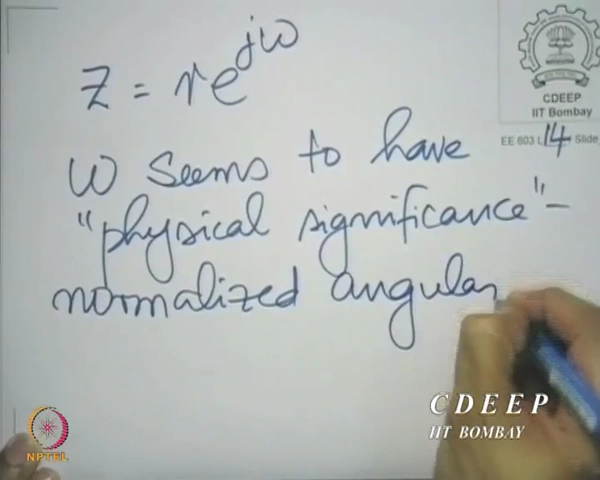 z = re^jω
ω seems to have
"physical significance" -
normalized angular
CDEEP
IIT Bombay
EE 603 L 14 Slide
CDEEP
IIT BOMBAY
NPTEL